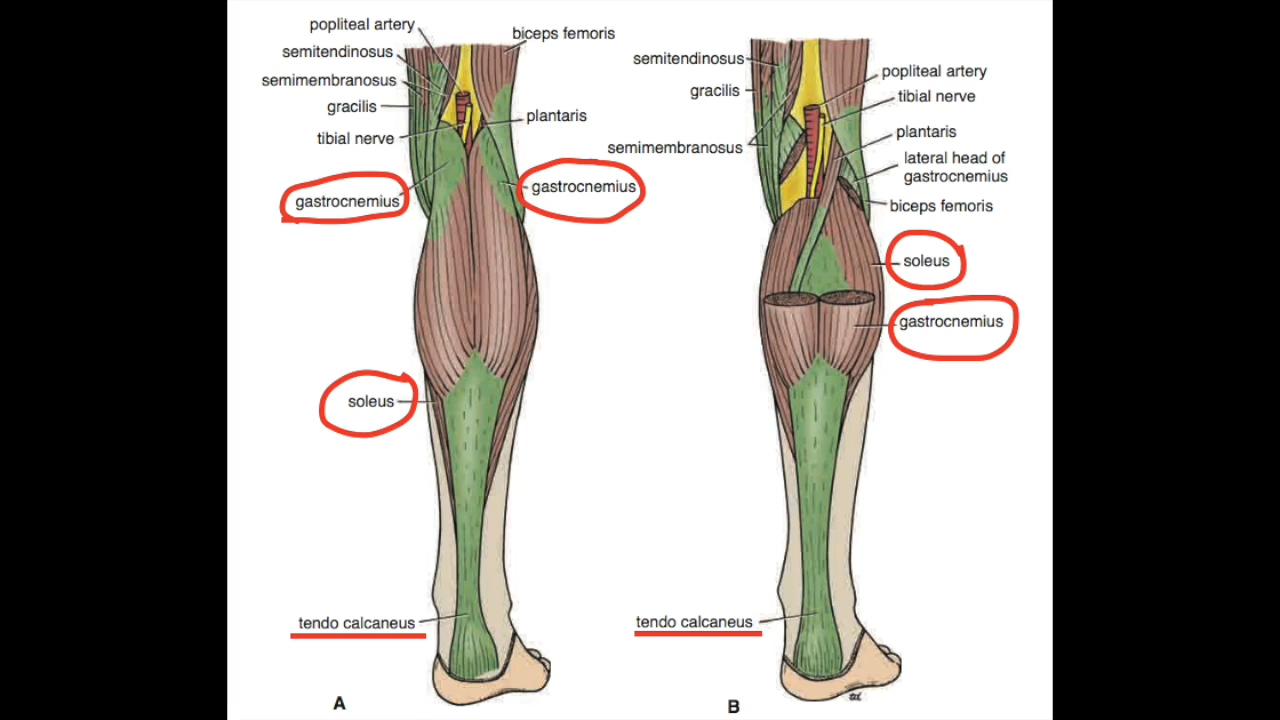 popliteal artery
semitendinosus
semimembranosus
gracilis
tibial nerve
gastrocnemius
soleus
tendo calcaneus
biceps femoris
plantaris
gastrocnemius
A
semitendinosus
gracilis
semimembranosus
tendo calcaneus
popliteal artery
tibial nerve
plantaris
lateral head of
gastrocnemius
biceps femoris
soleus
gastrocnemius
B